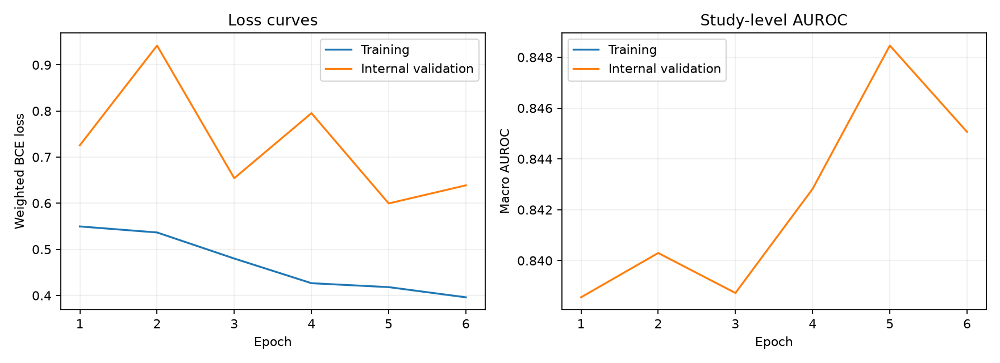 Loss curves
Training
Internal validation
Weighted BCE loss
0.9
0.8
0.7
0.6
0.5
0.4
1 2 3 4 5 6
Epoch
Study-level AUROC
Training
Internal validation
Macro AUROC
0.848
0.846
0.844
0.842
0.840
1 2 3 4 5 6
Epoch